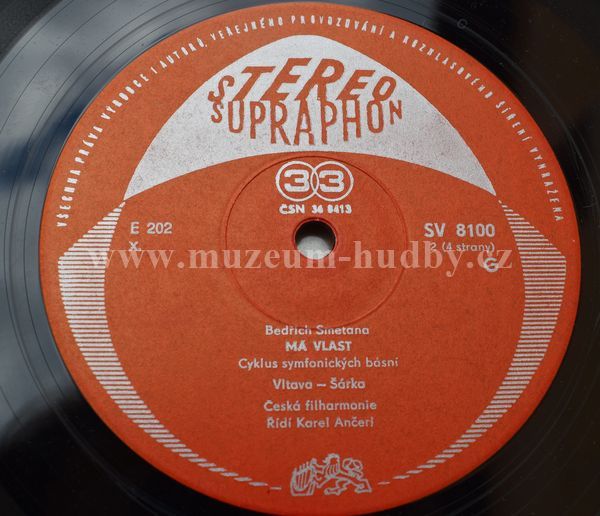 VŠECHNA PRÁVA VÝROBCE I AUTORŮ, VEŘEJNÉHO PROVOZOVÁNÍ A ROZHLASOVÉHO ŠÍŘENÍ VYHRAŽENA
STEREO
SUPRAPHON
33
ČSN 36 8413
E 202
X.
SV 8100
2 (4 strany)
G
www.muzeum-hudby.cz
Bedřich Smetana
MÁ VLAST
Cyklus symfonických básní
Vltava – Šárka
Česká filharmonie
Řídí Karel Ančerl